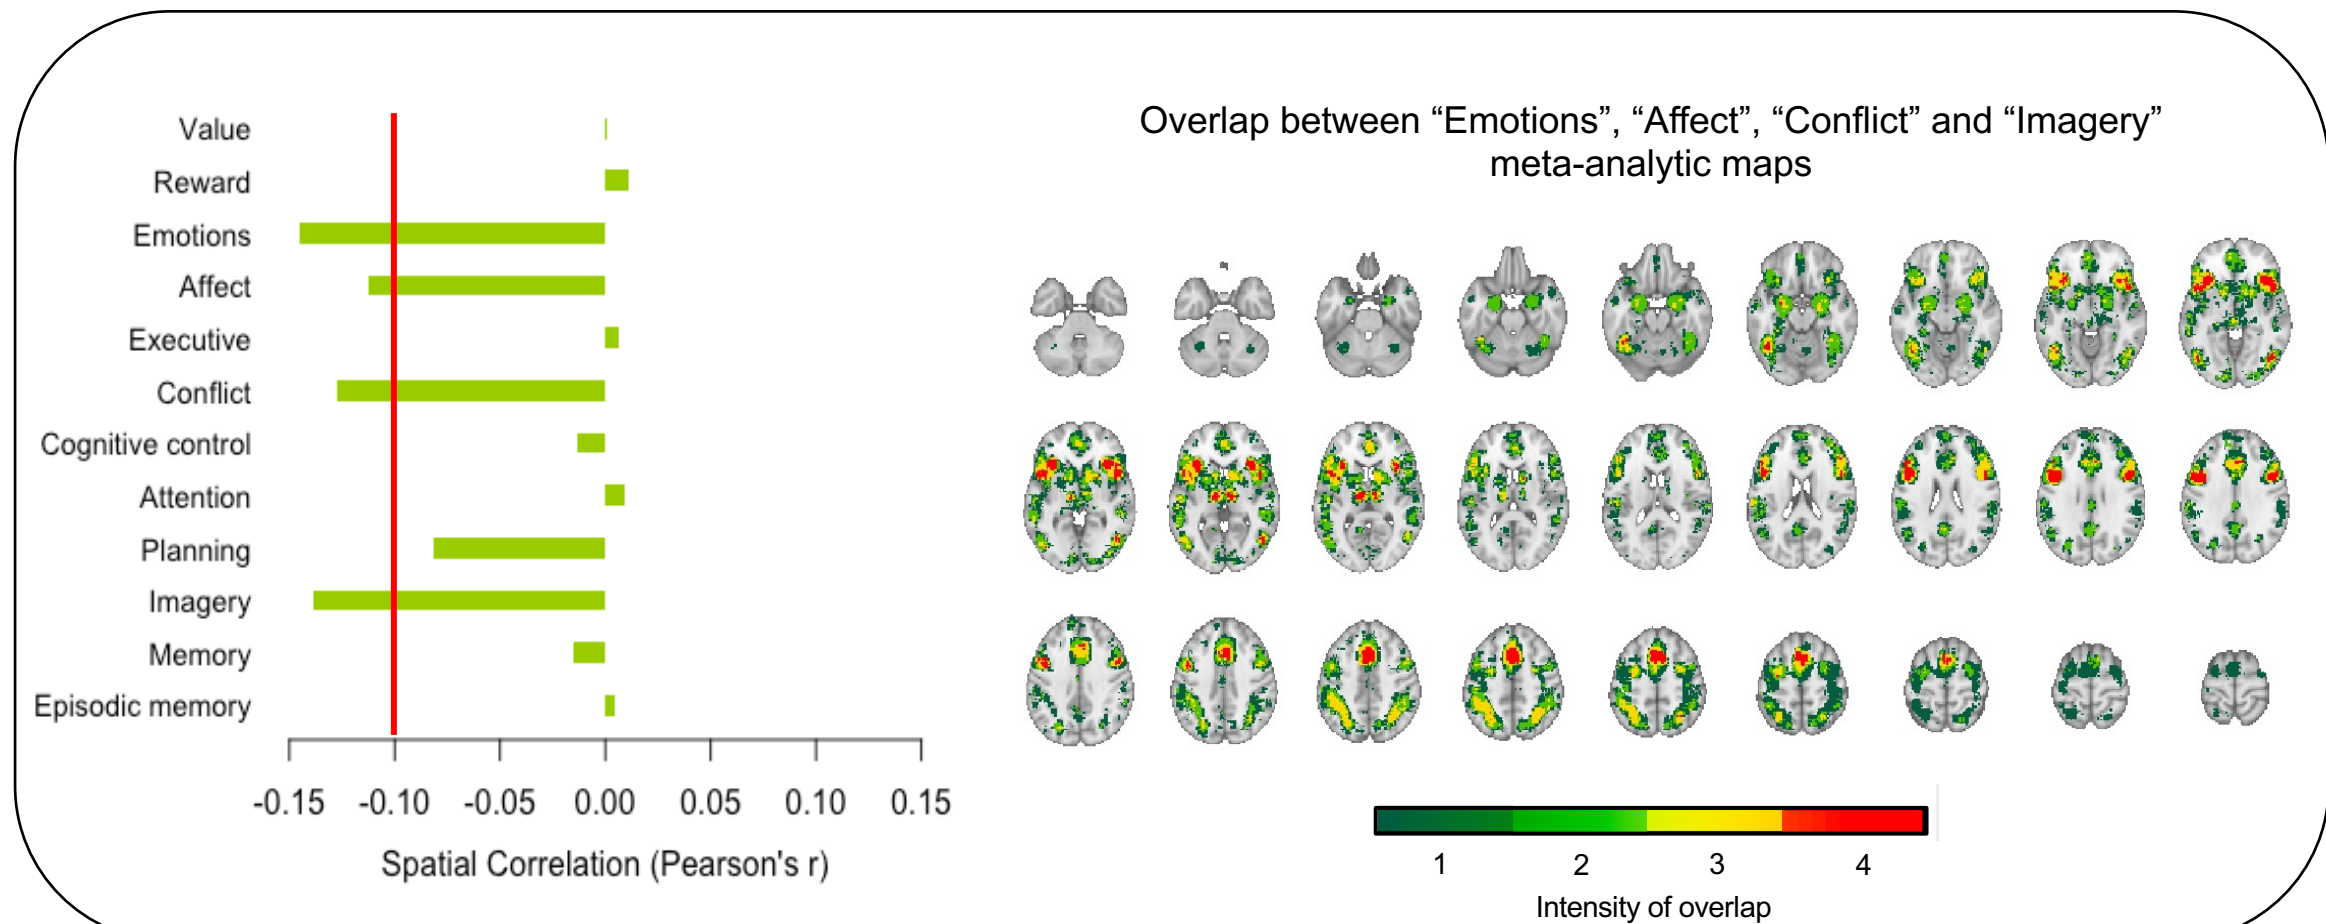 Value
Reward
Emotions
Affect
Executive
Conflict
Cognitive control
Attention
Planning
Imagery
Memory
Episodic memory
-0.15 -0.10 -0.05 0.00 0.05 0.10 0.15
Spatial Correlation (Pearson's r)
Overlap between “Emotions”, “Affect”, “Conflict” and “Imagery”
meta-analytic maps
1 2 3 4
Intensity of overlap